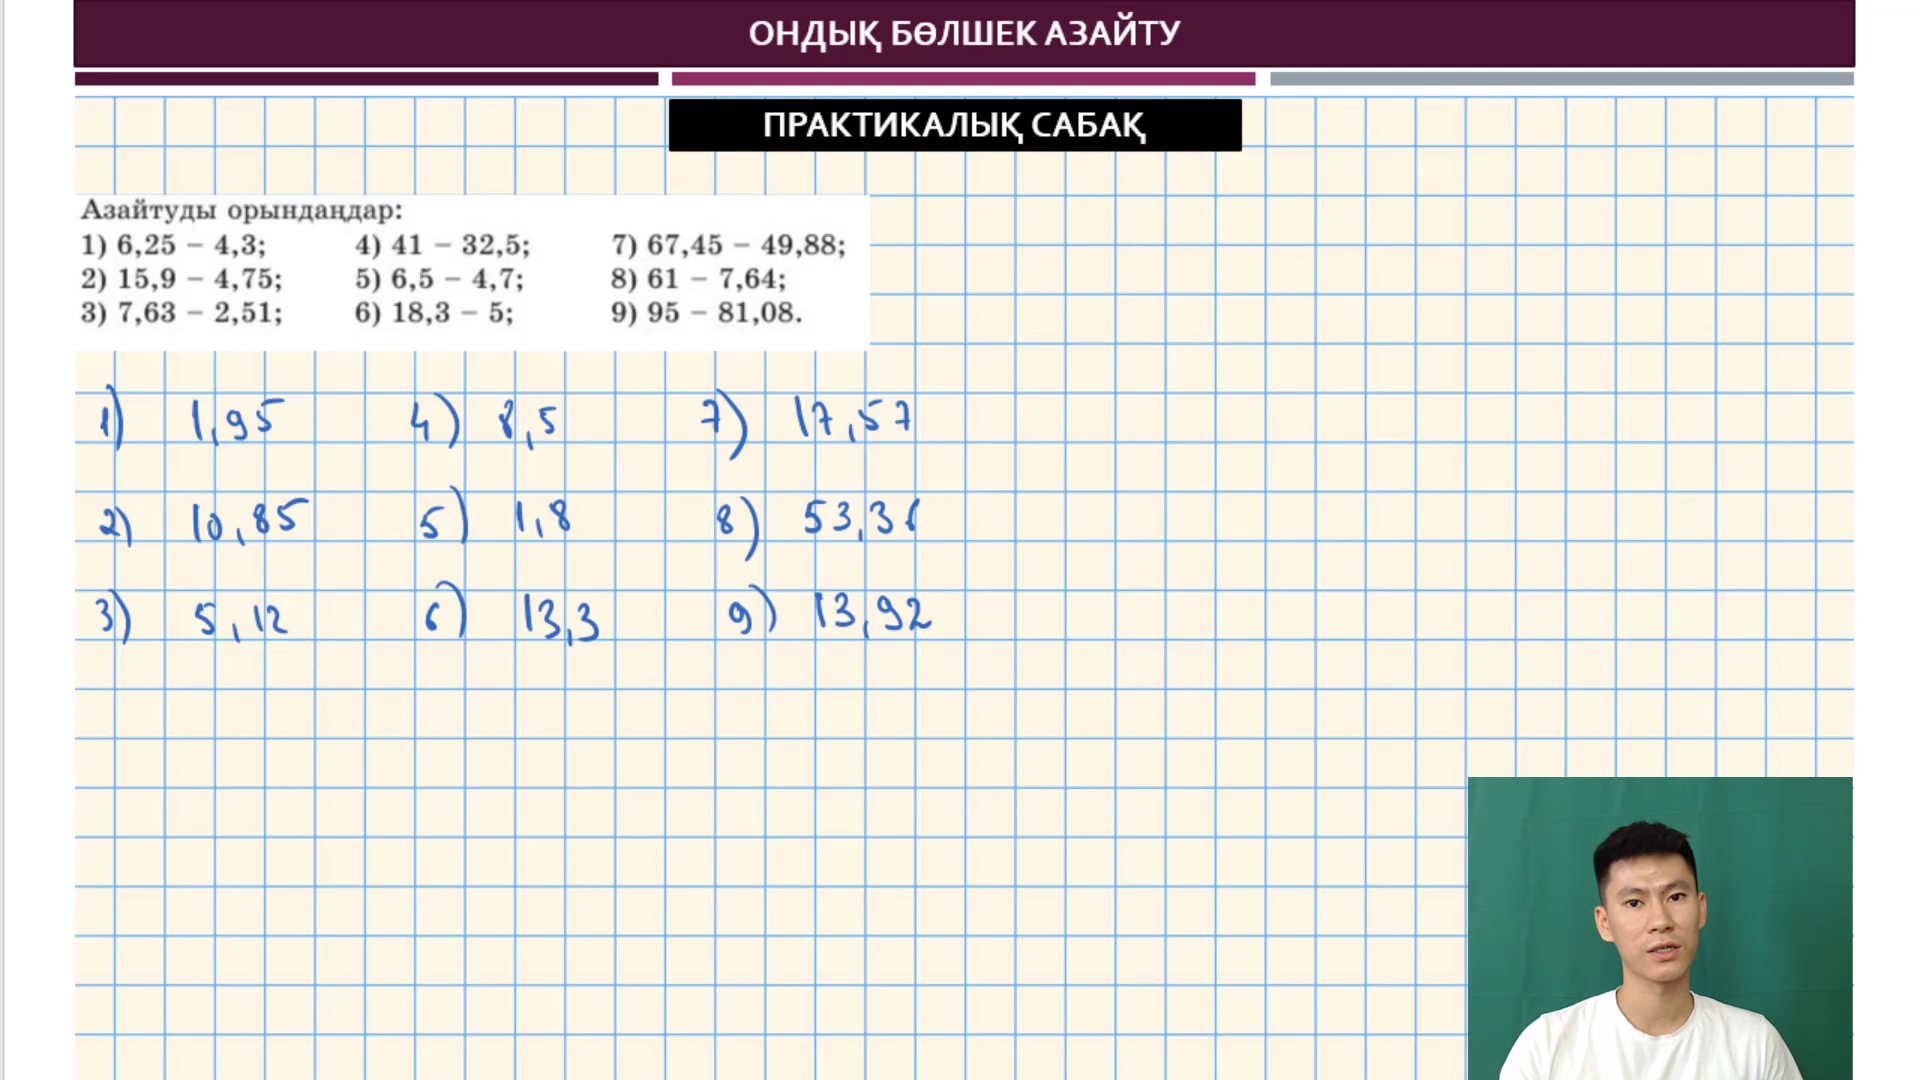 ОНДЫҚ БӨЛШЕК АЗАЙТУ
ПРАКТИКАЛЫҚ САБАҚ
Азайтуды орындаңдар:
1) 6,25 − 4,3; 4) 41 − 32,5; 7) 67,45 − 49,88;
2) 15,9 − 4,75; 5) 6,5 − 4,7; 8) 61 − 7,64;
3) 7,63 − 2,51; 6) 18,3 − 5; 9) 95 − 81,08.
1) 1,95 4) 8,5 7) 17,57
2) 10,85 5) 1,8 8) 53,36
3) 5,12 6) 13,3 9) 13,92